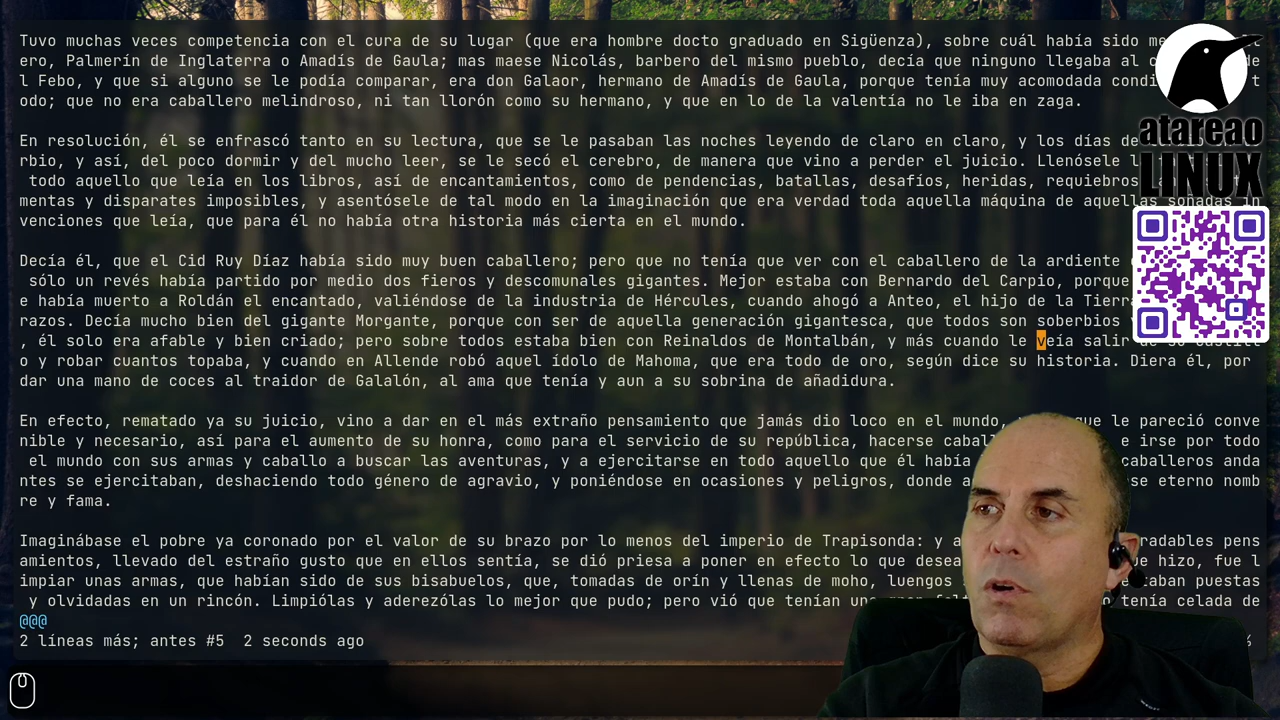 Tuvo muchas veces competencia con el cura de su lugar (que era hombre docto graduado en Sigüenza), sobre cuál había sido
ero, Palmerín de Inglaterra o Amadís de Gaula; mas maese Nicolás, barbero del mismo pueblo, decía que ninguno llegaba al
l Febo, y que si alguno se le podía comparar, era don Galaor, hermano de Amadís de Gaula, porque tenía muy acomodada
odo; que no era caballero melindroso, ni tan llorón como su hermano, y que en lo de la valentía no le iba en zaga.
En resolución, él se enfrascó tanto en su lectura, que se le pasaban las noches leyendo de claro en claro, y los días
rbio, y así, del poco dormir y del mucho leer, se le secó el cerebro, de manera que vino a perder el juicio. Llenósele
todo aquello que leía en los libros, así de encantamientos, como de pendencias, batallas, desafíos, heridas, requiebros
mentas y disparates imposibles, y asentósele de tal modo en la imaginación que era verdad toda aquella máquina de aquellas soñadas in
venciones que leía, que para él no había otra historia más cierta en el mundo.
Decía él, que el Cid Ruy Díaz había sido muy buen caballero; pero que no tenía que ver con el caballero de la ardiente
sólo un revés había partido por medio dos fieros y descomunales gigantes. Mejor estaba con Bernardo del Carpio, porque
e había muerto a Roldán el encantado, valiéndose de la industria de Hércules, cuando ahogó a Anteo, el hijo de la Tierra
razos. Decía mucho bien del gigante Morgante, porque con ser de aquella generación gigantesca, que todos son soberbios
, él solo era afable y bien criado; pero sobre todos estaba bien con Reinaldos de Montalbán, y más cuando le veía salir de su castill
o y robar cuantos topaba, y cuando en Allende robó aquel ídolo de Mahoma, que era todo de oro, según dice su historia. Diera él, por
dar una mano de coces al traidor de Galalón, al ama que tenía y aun a su sobrina de añadidura.
En efecto, rematado ya su juicio, vino a dar en el más extraño pensamiento que jamás dio loco en el mundo, que le pareció conve
nible y necesario, así para el aumento de su honra, como para el servicio de su república, hacerse e irse por todo
el mundo con sus armas y caballo a buscar las aventuras, y a ejercitarse en todo aquello que él había caballeros anda
ntes se ejercitaban, deshaciendo todo género de agravio, y poniéndose en ocasiones y peligros, donde eterno nomb
re y fama.
Imaginábase el pobre ya coronado por el valor de su brazo por lo menos del imperio de Trapisonda: y pens
amientos, llevado del estraño gusto que en ellos sentía, se dió priesa a poner en efecto lo que hizo, fue l
impiar unas armas, que habían sido de sus bisabuelos, que, tomadas de orín y llenas de moho, luengos puestas
y olvidadas en un rincón. Limpiólas y aderezólas lo mejor que pudo; pero vió que tenían una gran tenía celada de
@@@
2 líneas más; antes #5 2 seconds ago
atareao
LINUX